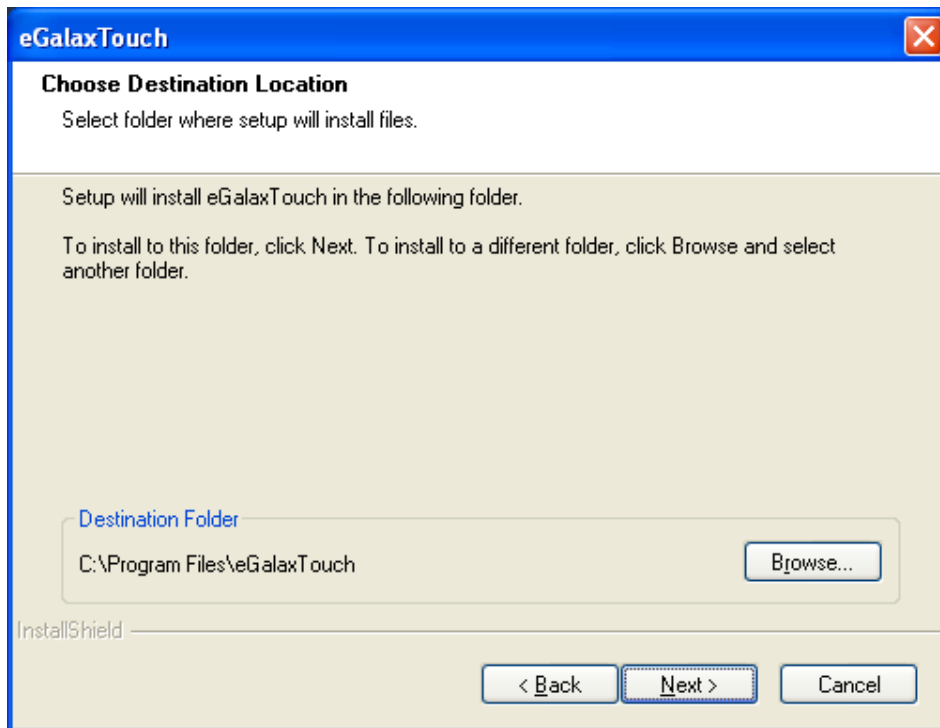 eGalaxTouch
Choose Destination Location
Select folder where setup will install files.
Setup will install eGalaxTouch in the following folder.
To install to this folder, click Next. To install to a different folder, click Browse and select
another folder.
Destination Folder
C:\Program Files\eGalaxTouch
Browse...
InstallShield
< Back
Next >
Cancel